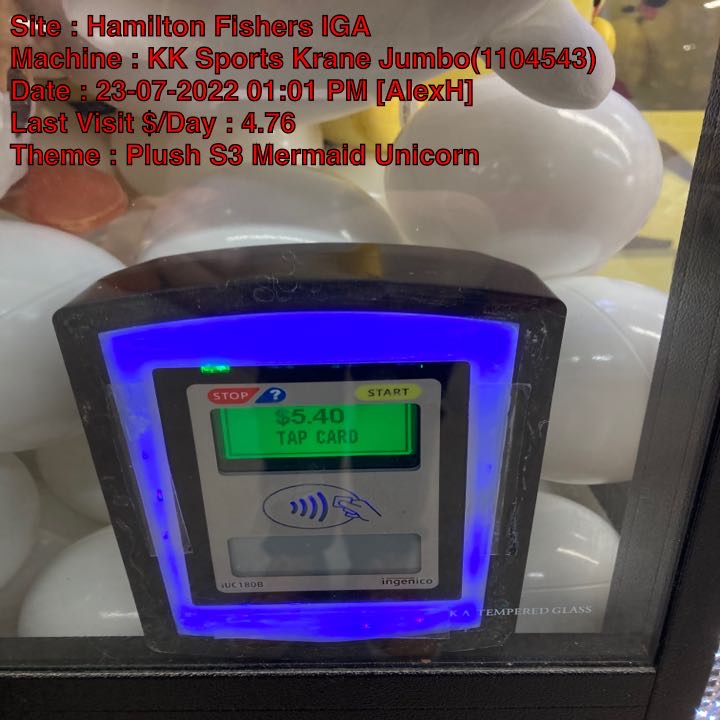 Site : Hamilton Fishers IGA
Machine : KK Sports Krane Jumbo(1104543)
Date : 23-07-2022 01:01 PM [AlexH]
Last Visit $/Day : 4.76
Theme : Plush S3 Mermaid Unicorn
STOP ? START
$5.40
TAP CARD
iUC180B ingenico
K A TEMPERED GLASS